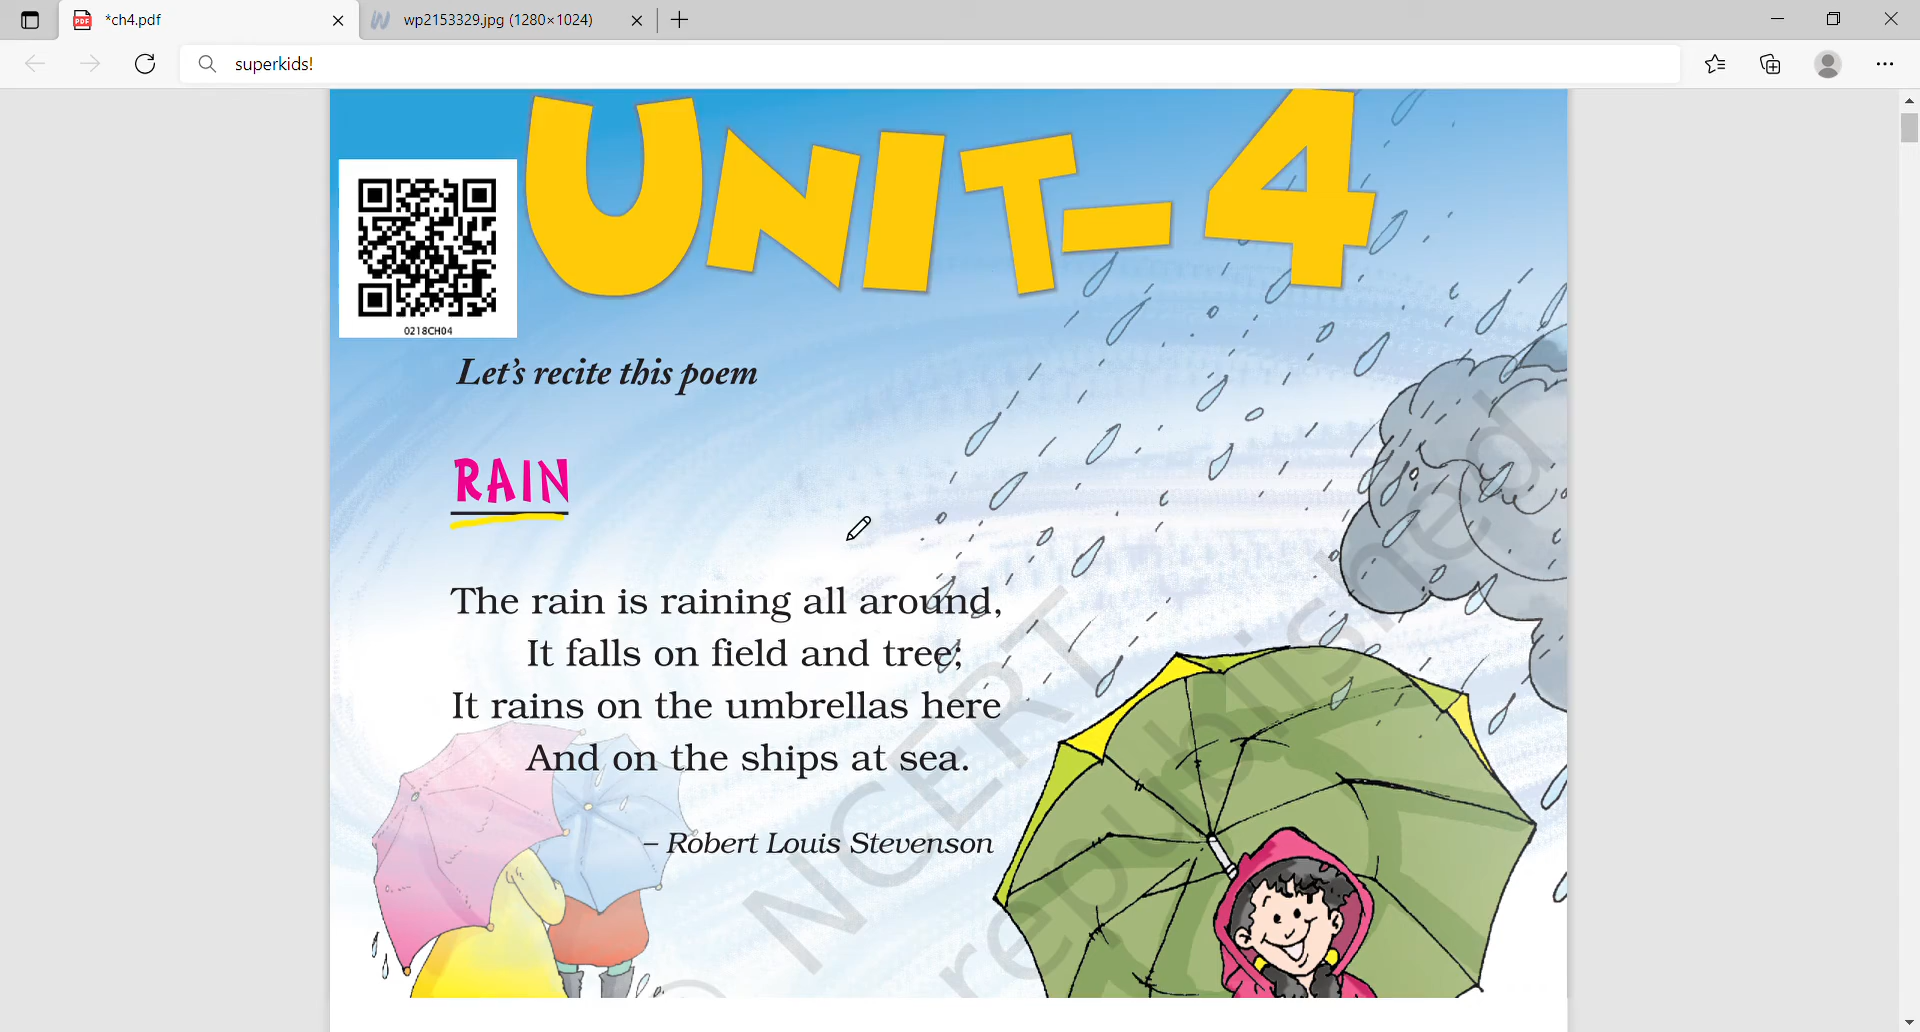 *ch4.pdf
wp2153329.jpg (1280×1024)
superkids!
UNIT–4
0218CH04
Let's recite this poem
RAIN
The rain is raining all around,
It falls on field and tree;
It rains on the umbrellas here
And on the ships at sea.
– Robert Louis Stevenson
© NCERT
republished